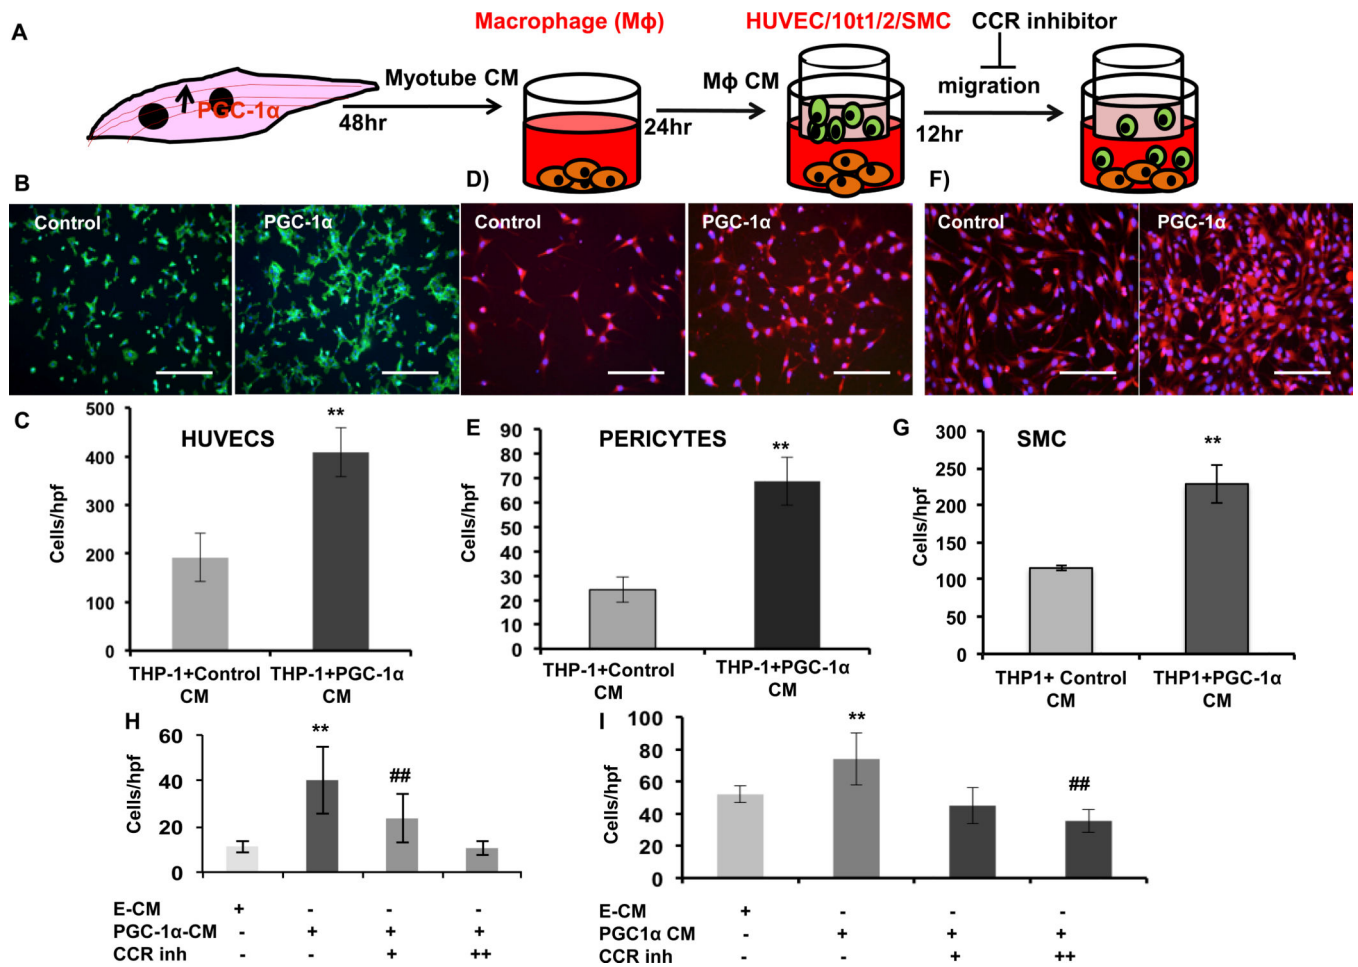 A
Macrophage (Mϕ)
HUVEC/10t1/2/SMC
CCR inhibitor
Myotube CM
Mϕ CM
migration
PGC-1α
48hr
24hr
12hr
B
D)
F)
Control
PGC-1α
Control
PGC-1α
Control
PGC-1α
C
HUVECS
**
Cells/hpf
500
400
300
200
100
0
THP-1+Control
CM
THP-1+PGC-1α
CM
E
PERICYTES
**
Cells/hpf
90
80
70
60
50
40
30
20
10
0
THP-1+Control
CM
THP-1+PGC-1α
CM
G
SMC
**
Cells/hpf
300
250
200
150
100
50
0
THP1+ Control
CM
THP1+PGC-1α
CM
H
**
##
Cells/hpf
60
40
20
0
E-CM + - - -
PGC-1α-CM - + + +
CCR inh - - + ++
I
**
##
Cells/hpf
100
80
60
40
20
0
E-CM + - - -
PGC1α CM - + + +
CCR inh - - + ++